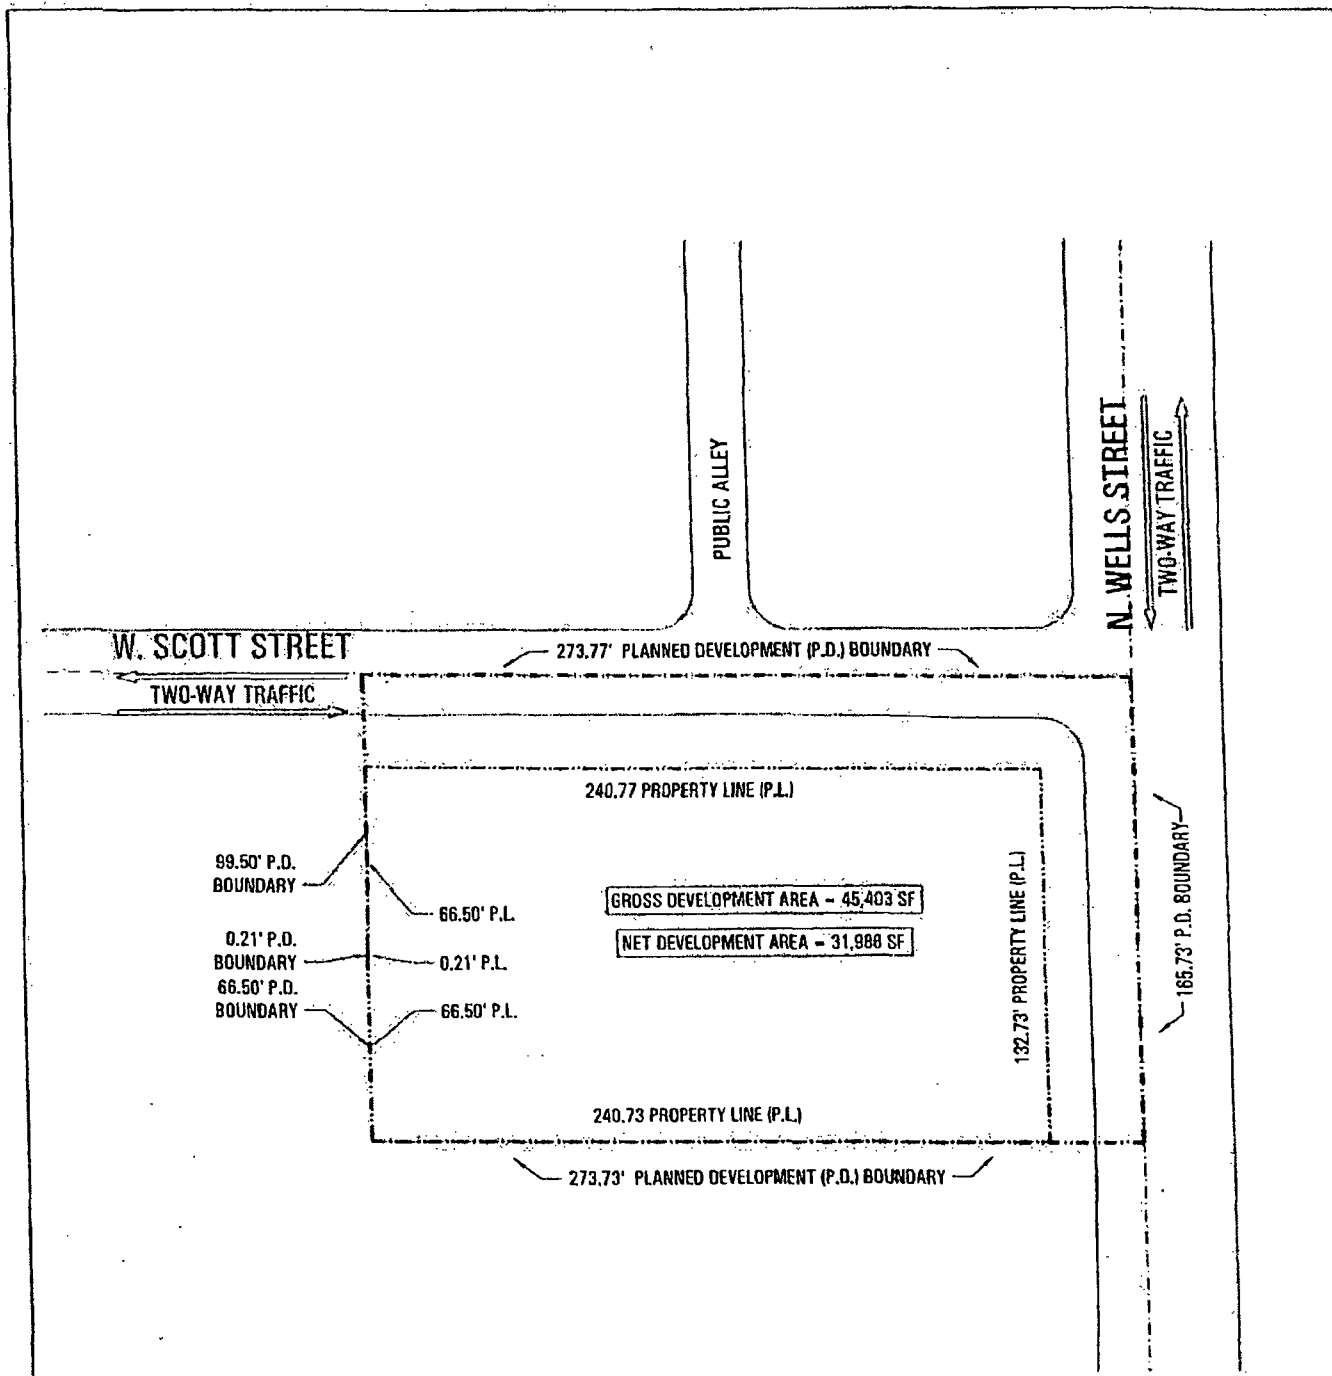 PUBLIC ALLEY
N. WELLS STREET
TWO-WAY TRAFFIC
W. SCOTT STREET
TWO-WAY TRAFFIC
273.77' PLANNED DEVELOPMENT (P.D.) BOUNDARY
240.77 PROPERTY LINE (P.L.)
99.50' P.D.
BOUNDARY
66.50' P.L.
GROSS DEVELOPMENT AREA - 45,403 SF
NET DEVELOPMENT AREA - 31,988 SF
0.21' P.D.
BOUNDARY
0.21' P.L.
66.50' P.D.
BOUNDARY
66.50' P.L.
132.73' PROPERTY LINE (P.L.)
165.73' P.D. BOUNDARY
240.73 PROPERTY LINE (P.L.)
273.73' PLANNED DEVELOPMENT (P.D.) BOUNDARY